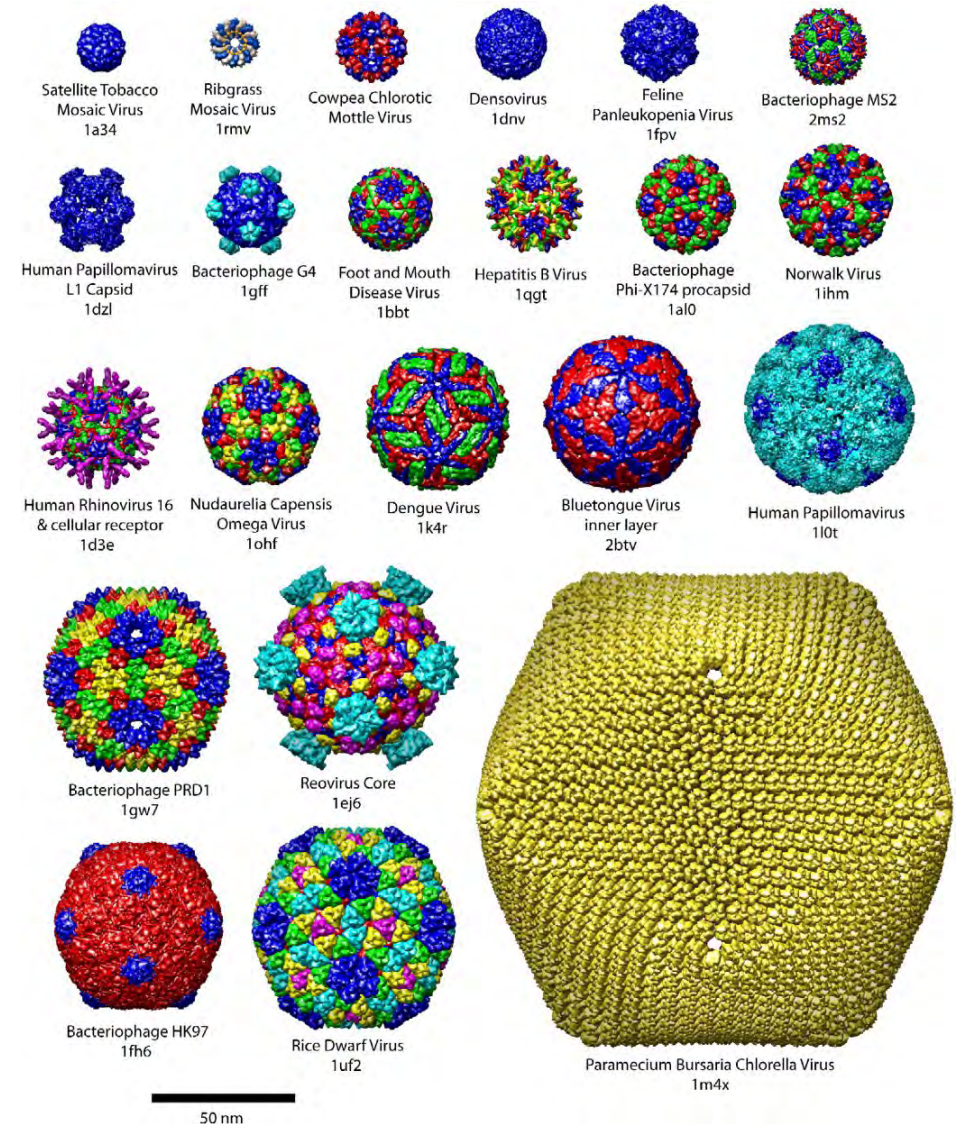 Satellite Tobacco
Mosaic Virus
1a34
Ribgrass
Mosaic Virus
1rmv
Cowpea Chlorotic
Mottle Virus
Densovirus
1dnv
Feline
Panleukopenia Virus
1fpv
Bacteriophage MS2
2ms2
Human Papillomavirus
L1 Capsid
1dzl
Bacteriophage G4
1gff
Foot and Mouth
Disease Virus
1bbt
Hepatitis B Virus
1qgt
Bacteriophage
Phi-X174 procapsid
1al0
Norwalk Virus
1ihm
Human Rhinovirus 16
& cellular receptor
1d3e
Nudaurelia Capensis
Omega Virus
1ohf
Dengue Virus
1k4r
Bluetongue Virus
inner layer
2btv
Human Papillomavirus
1l0t
Bacteriophage PRD1
1gw7
Reovirus Core
1ej6
Bacteriophage HK97
1fh6
Rice Dwarf Virus
1uf2
Paramecium Bursaria Chlorella Virus
1m4x
50 nm